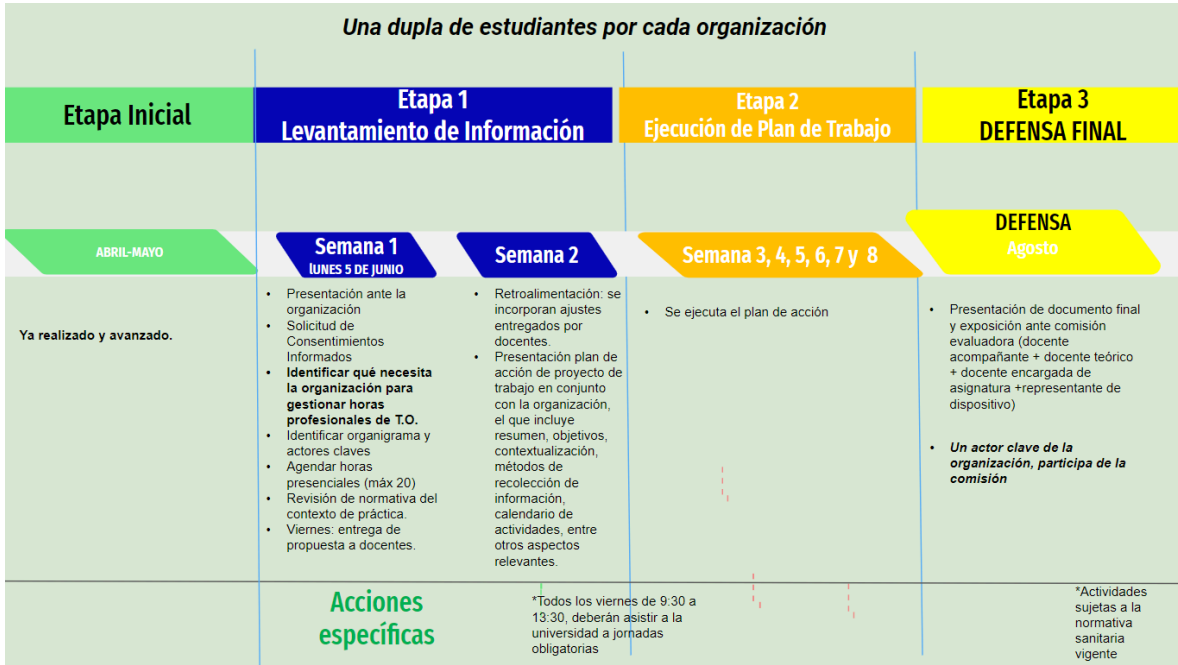 Una dupla de estudiantes por cada organización
Etapa Inicial
Etapa 1
Levantamiento de Información
Etapa 2
Ejecución de Plan de Trabajo
Etapa 3
DEFENSA FINAL
ABRIL-MAYO
Semana 1
lUNES 5 DE JUNIO
Semana 2
Semana 3, 4, 5, 6, 7 y 8
DEFENSA
Agosto
Ya realizado y avanzado.
• Presentación ante la
organización
• Solicitud de
Consentimientos
Informados
• Identificar qué necesita
la organización para
gestionar horas
profesionales de T.O.
• Identificar organigrama y
actores claves
• Agendar horas
presenciales (máx 20)
• Revisión de normativa del
contexto de práctica.
• Viernes: entrega de
propuesta a docentes.
• Retroalimentación: se
incorporan ajustes
entregados por
docentes.
• Presentación plan de
acción de proyecto de
trabajo en conjunto
con la organización,
el que incluye
resumen, objetivos,
contextualización,
métodos de
recolección de
información,
calendario de
actividades, entre
otros aspectos
relevantes.
• Se ejecuta el plan de acción
• Presentación de documento final
y exposición ante comisión
evaluadora (docente
acompañante + docente teórico
+ docente encargada de
asignatura +representante de
dispositivo)
• Un actor clave de la
organización, participa de la
comisión
Acciones
específicas
*Todos los viernes de 9:30 a
13:30, deberán asistir a la
universidad a jornadas
obligatorias
*Actividades
sujetas a la
normativa
sanitaria
vigente